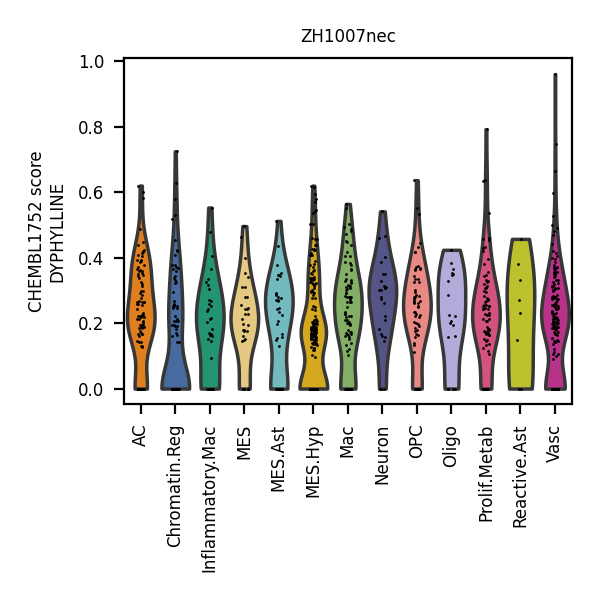 ZH1007nec
CHEMBL1752 score
DYPHYLLINE
1.0
0.8
0.6
0.4
0.2
0.0
AC
Chromatin.Reg
Inflammatory.Mac
MES
MES.Ast
MES.Hyp
Mac
Neuron
OPC
Oligo
Prolif.Metab
Reactive.Ast
Vasc